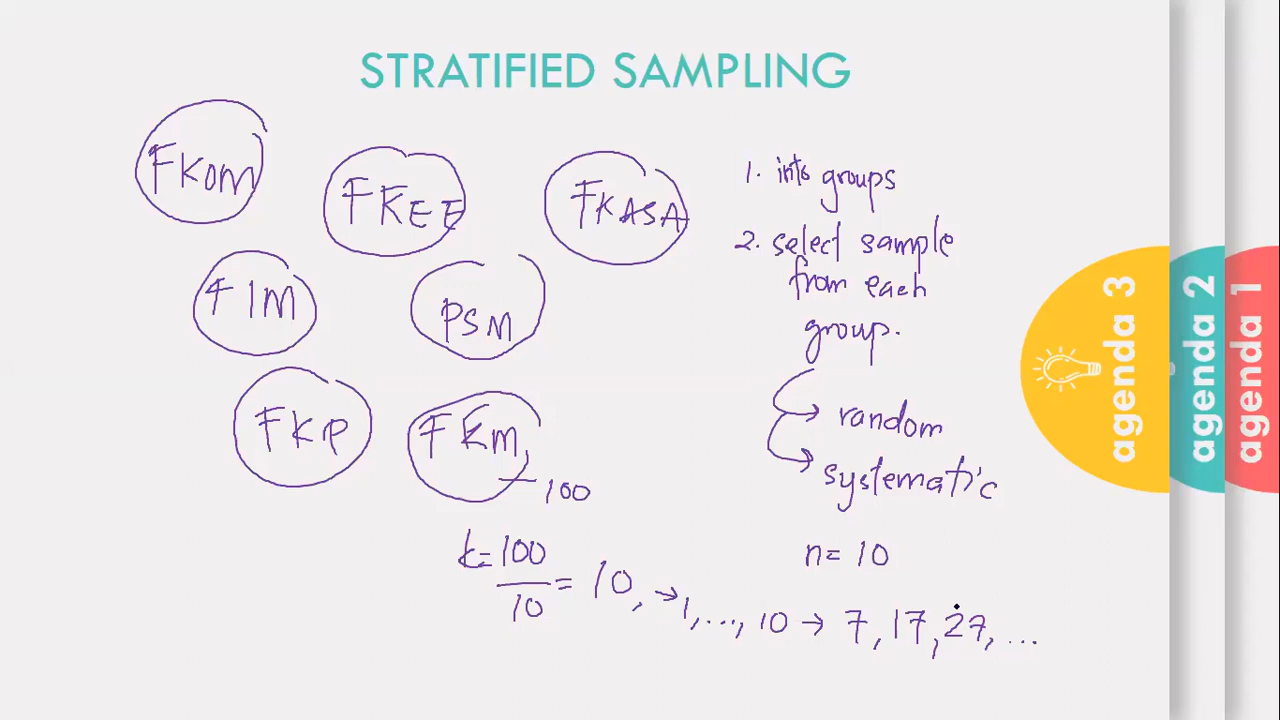 STRATIFIED SAMPLING
FKOM
FKEE
FKASA
FIM
PSM
FKP
FKM
100
1. into groups
2. select sample
from each
group.
random
systematic
n = 10
k = 100
10
= 10, → 1, ..., 10 → 7, 17, 27, ...
agenda 3
agenda 2
agenda 1